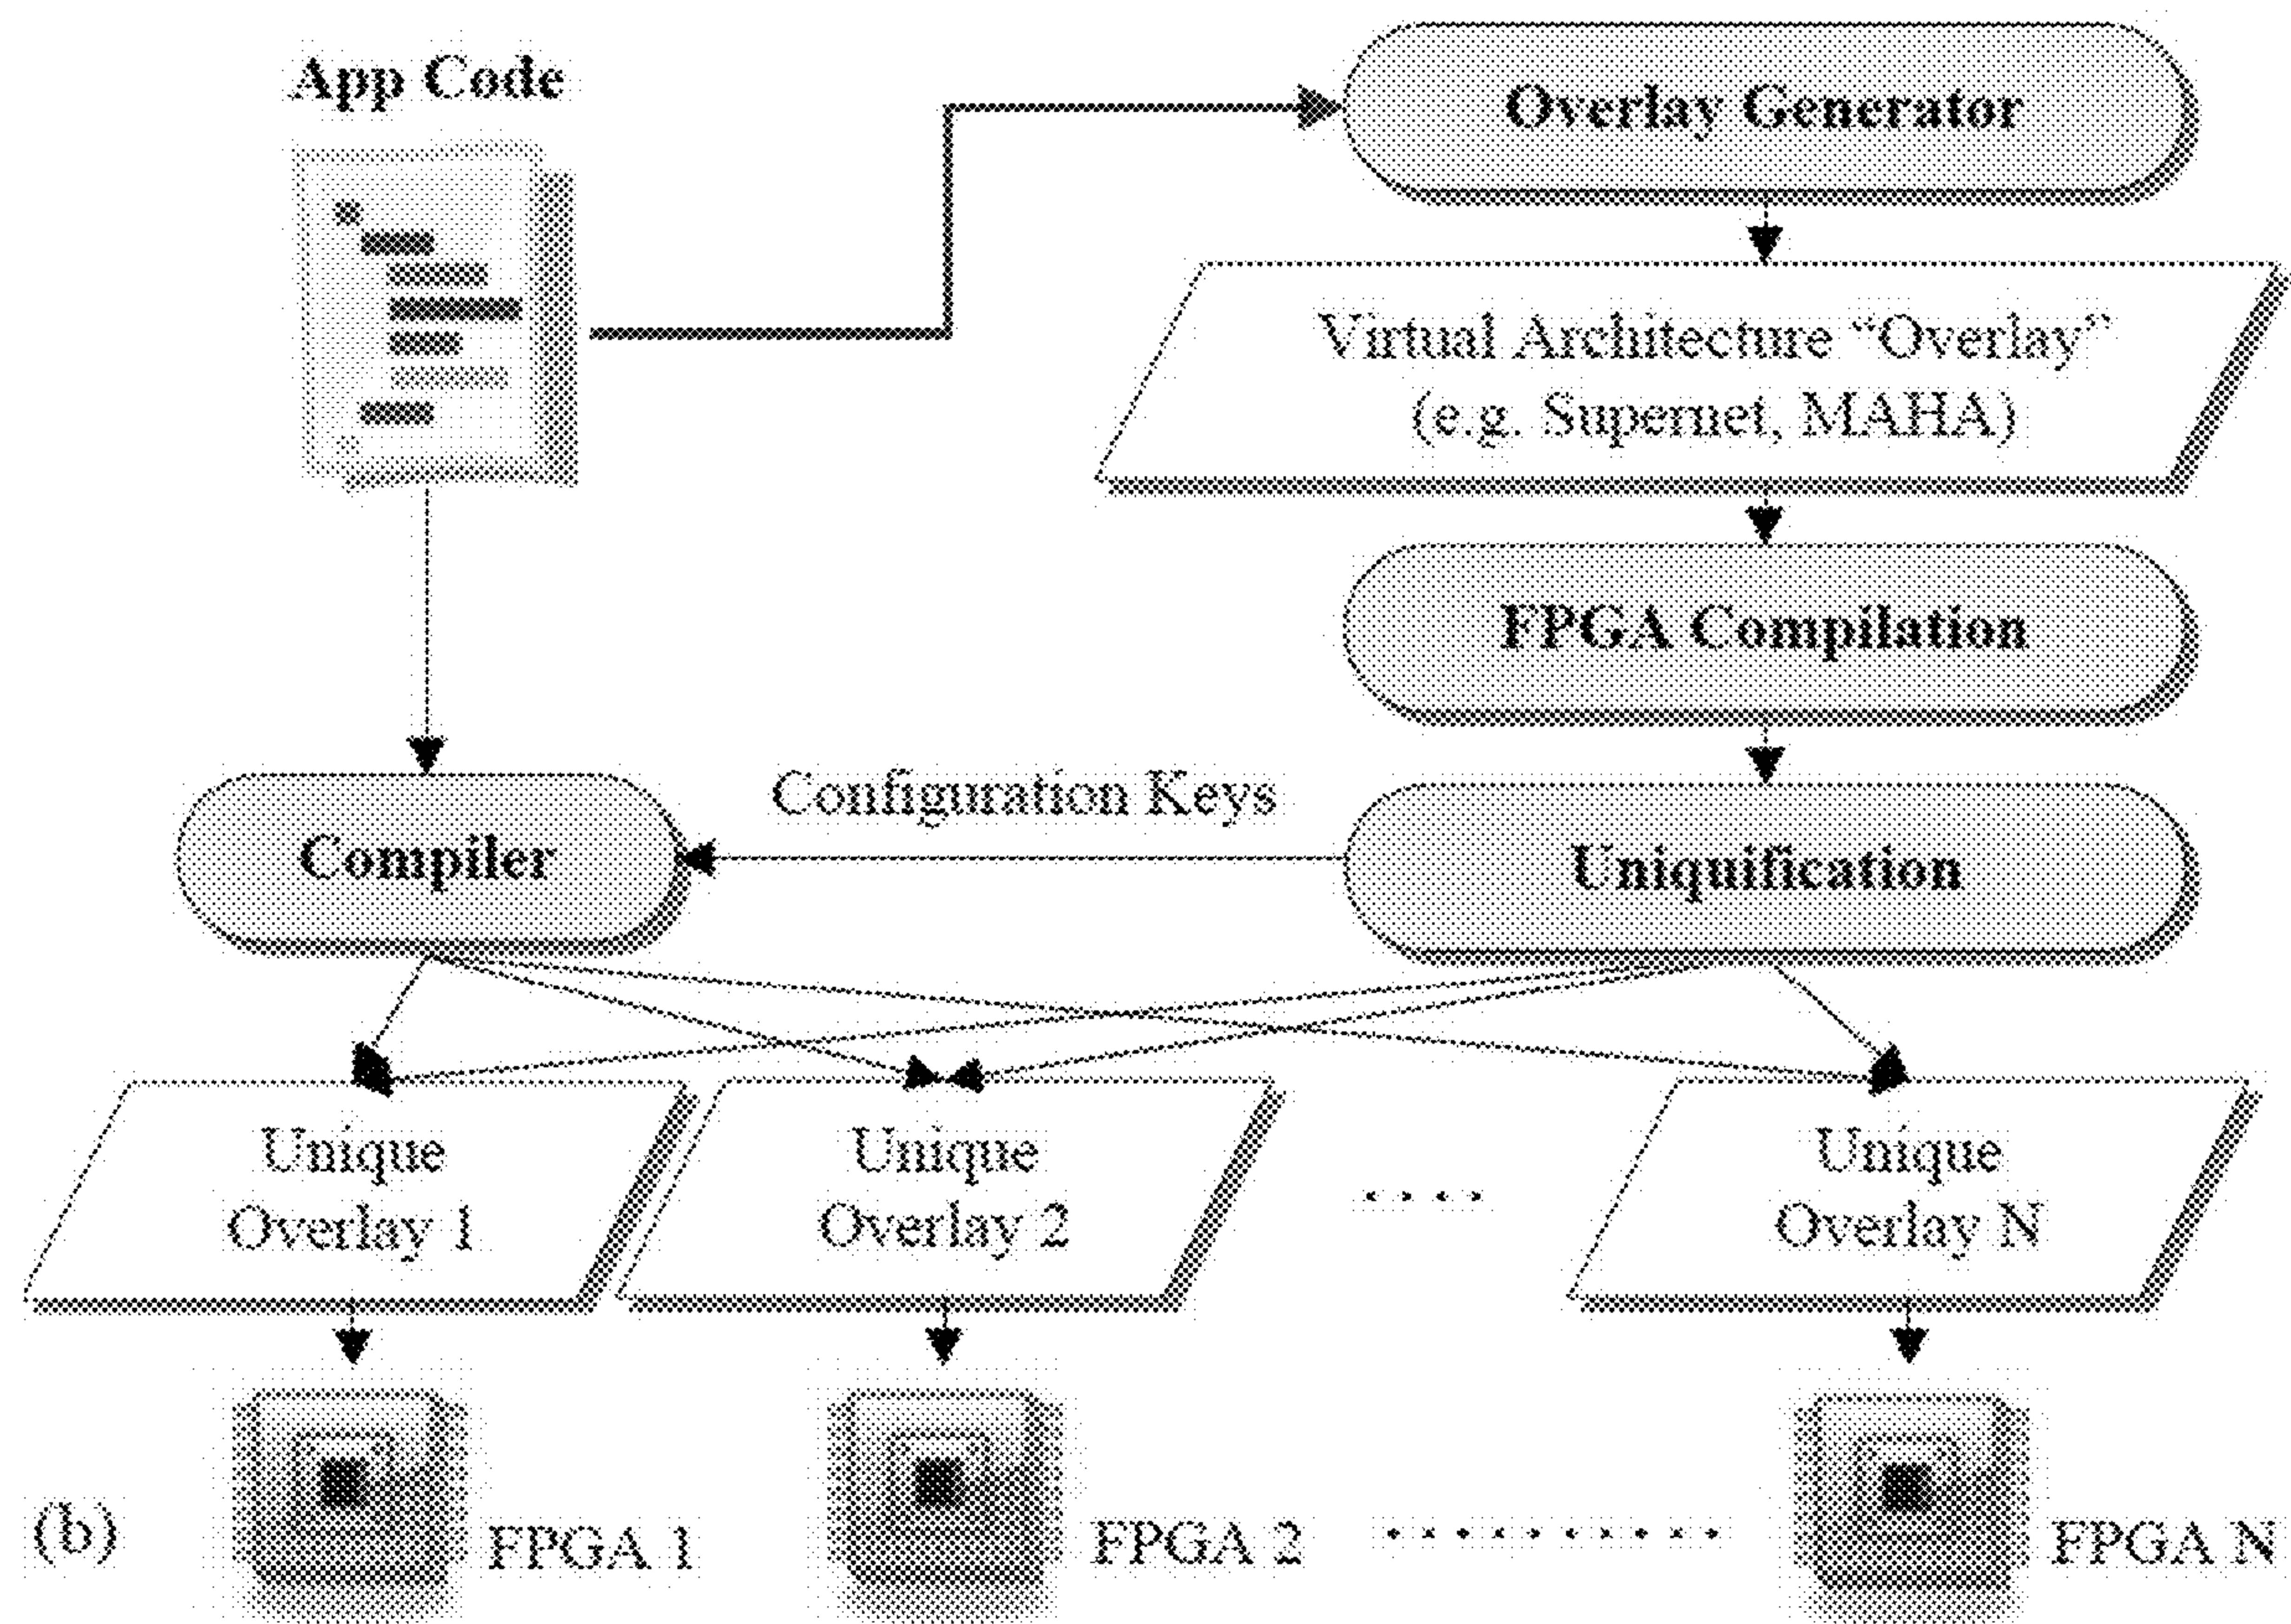 App Code
Overlay Generator
Virtual Architecture “Overlay”
(e.g. Supernet, MAHA)
FPGA Compilation
Configuration Keys
Compiler
Uniquification
Unique
Overlay 1
Unique
Overlay 2
Unique
Overlay N
(b)
FPGA 1
FPGA 2
FPGA N